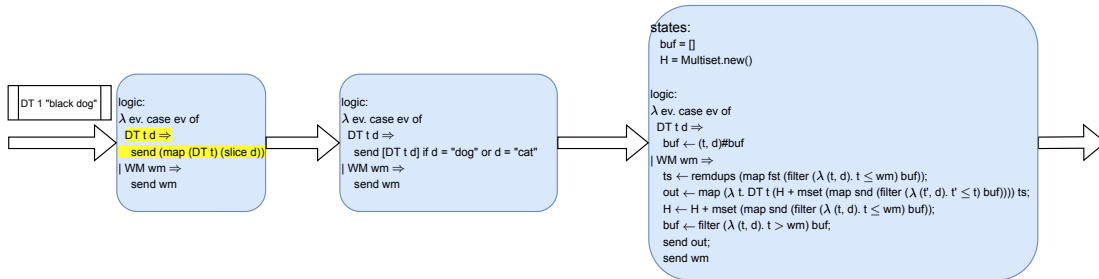 DT 1 "black dog"
logic:
λ ev. case ev of
DT t d ⇒
send (map (DT t) (slice d))
| WM wm ⇒
send wm
logic:
λ ev. case ev of
DT t d ⇒
send [DT t d] if d = "dog" or d = "cat"
| WM wm ⇒
send wm
states:
buf = []
H = Multiset.new()
logic:
λ ev. case ev of
DT t d ⇒
buf ← (t, d)#buf
| WM wm ⇒
ts ← remdups (map fst (filter (λ (t, d). t ≤ wm) buf));
out ← map (λ t. DT t (H + mset (map snd (filter (λ (t', d). t' ≤ t) buf)))) ts;
H ← H + mset (map snd (filter (λ (t, d). t ≤ wm) buf));
buf ← filter (λ (t, d). t > wm) buf;
send out;
send wm